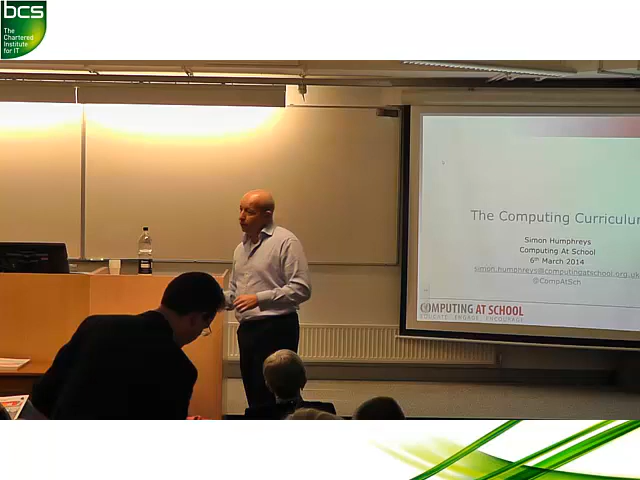 bcs
The
Chartered
Institute
for IT
The Computing Curriculum
Simon Humphreys
Computing At School
6th March 2014
simon.humphreys@computingatschool.org.uk
@CompAtSch
COMPUTING AT SCHOOL
EDUCATE · ENGAGE · ENCOURAGE